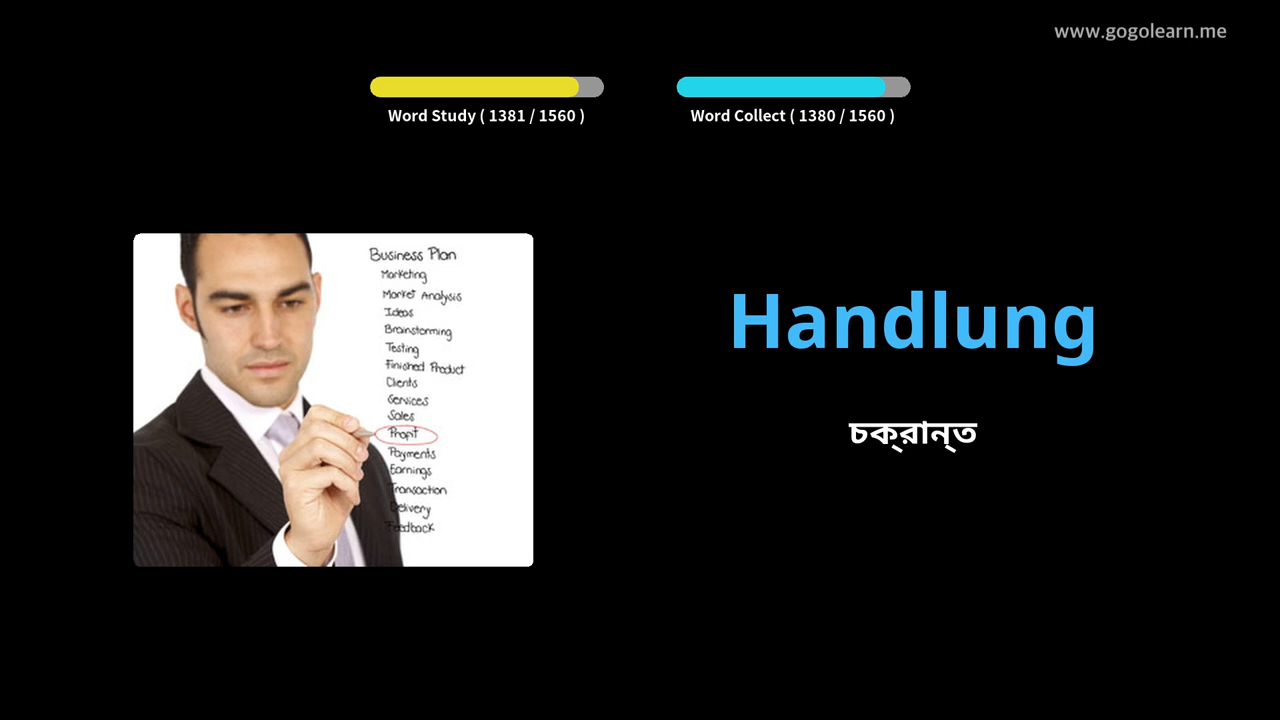 www.gogolearn.me
Word Study ( 1381 / 1560 )
Word Collect ( 1380 / 1560 )
Business Plan
Marketing
Market Analysis
Ideas
Brainstorming
Testing
Finished Product
Clients
Services
Sales
Profit
Payments
Earnings
Transaction
Delivery
Feedback
Handlung
চক্রান্ত